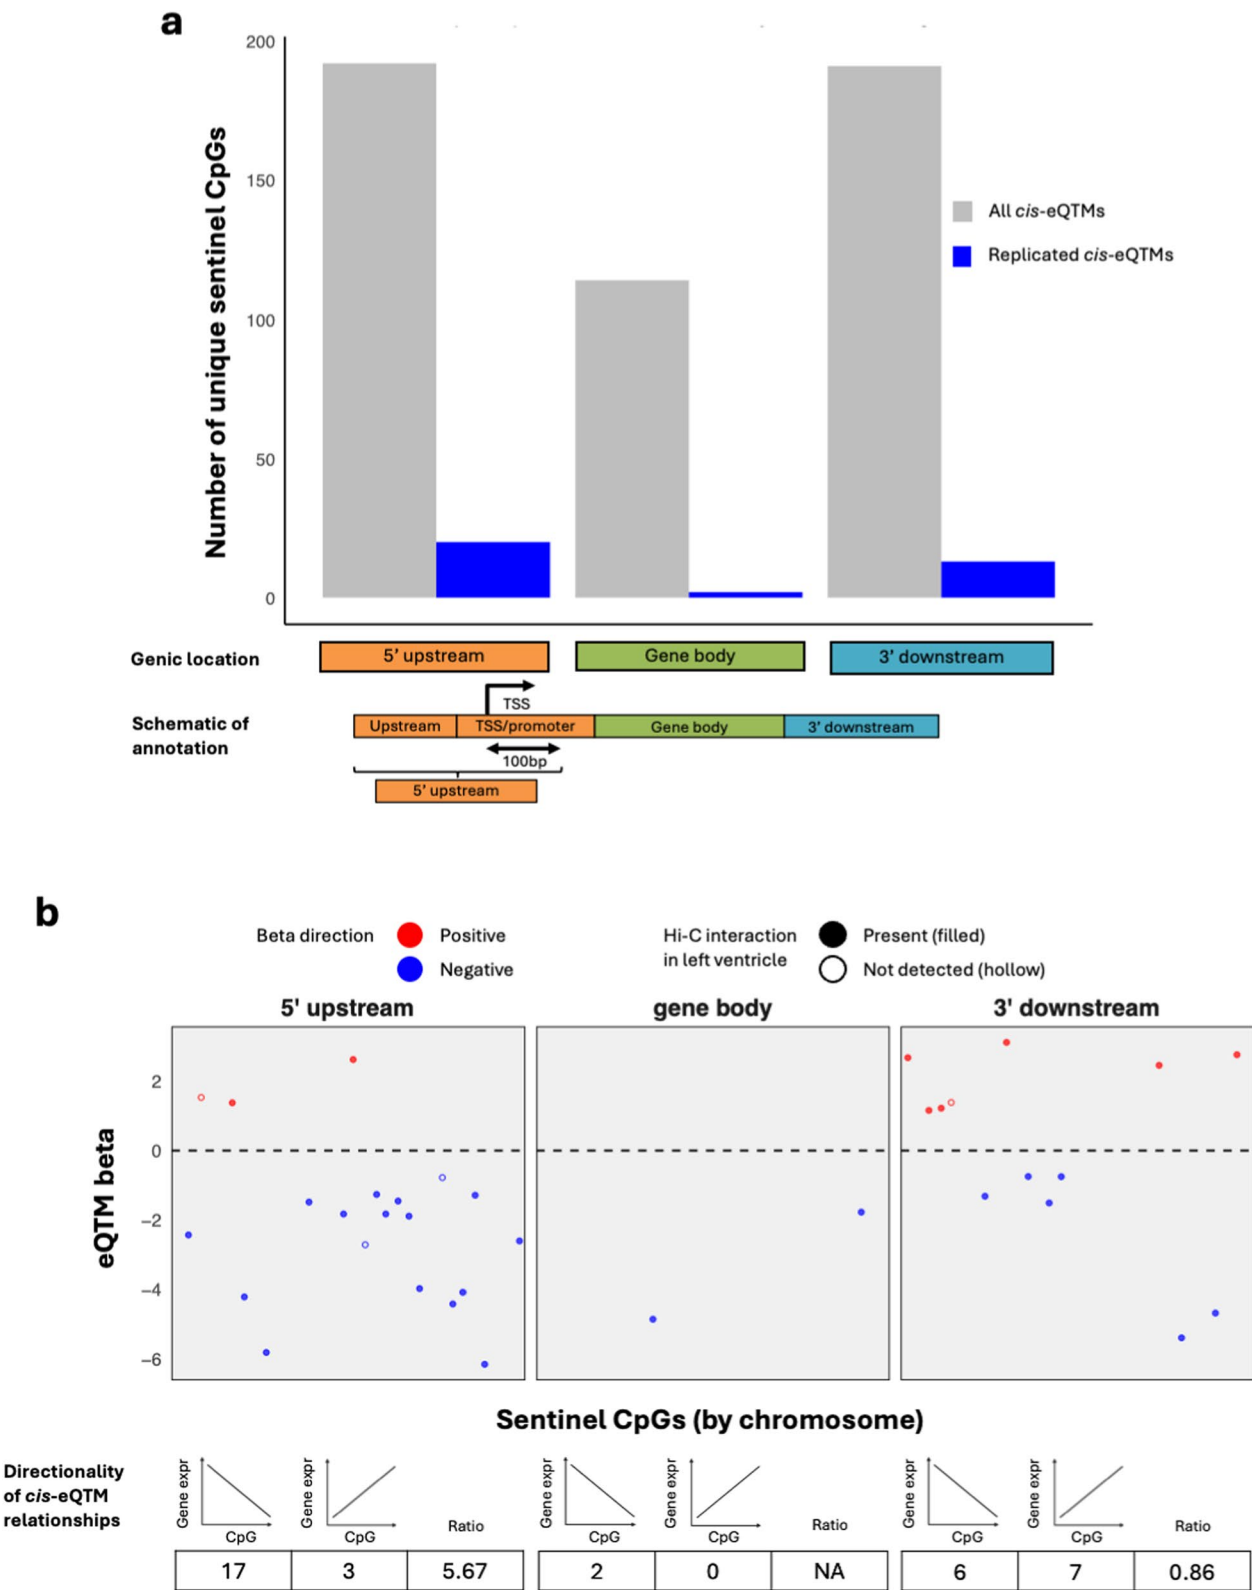 a
200
150
100
50
0
Number of unique sentinel CpGs
All cis-eQTMs
Replicated cis-eQTMs
Genic location
5’ upstream
Gene body
3’ downstream
TSS
Schematic of
annotation
Upstream
TSS/promoter
Gene body
3’ downstream
100bp
5’ upstream
b
Beta direction
Positive
Negative
Hi-C interaction
in left ventricle
Present (filled)
Not detected (hollow)
5' upstream
gene body
3' downstream
2
0
−2
−4
−6
eQTM beta
Sentinel CpGs (by chromosome)
Directionality
of cis-eQTM
relationships
Gene expr
CpG
Gene expr
CpG
Ratio
Gene expr
CpG
Gene expr
CpG
Ratio
Gene expr
CpG
Gene expr
CpG
Ratio
17 3 5.67
2 0 NA
6 7 0.86